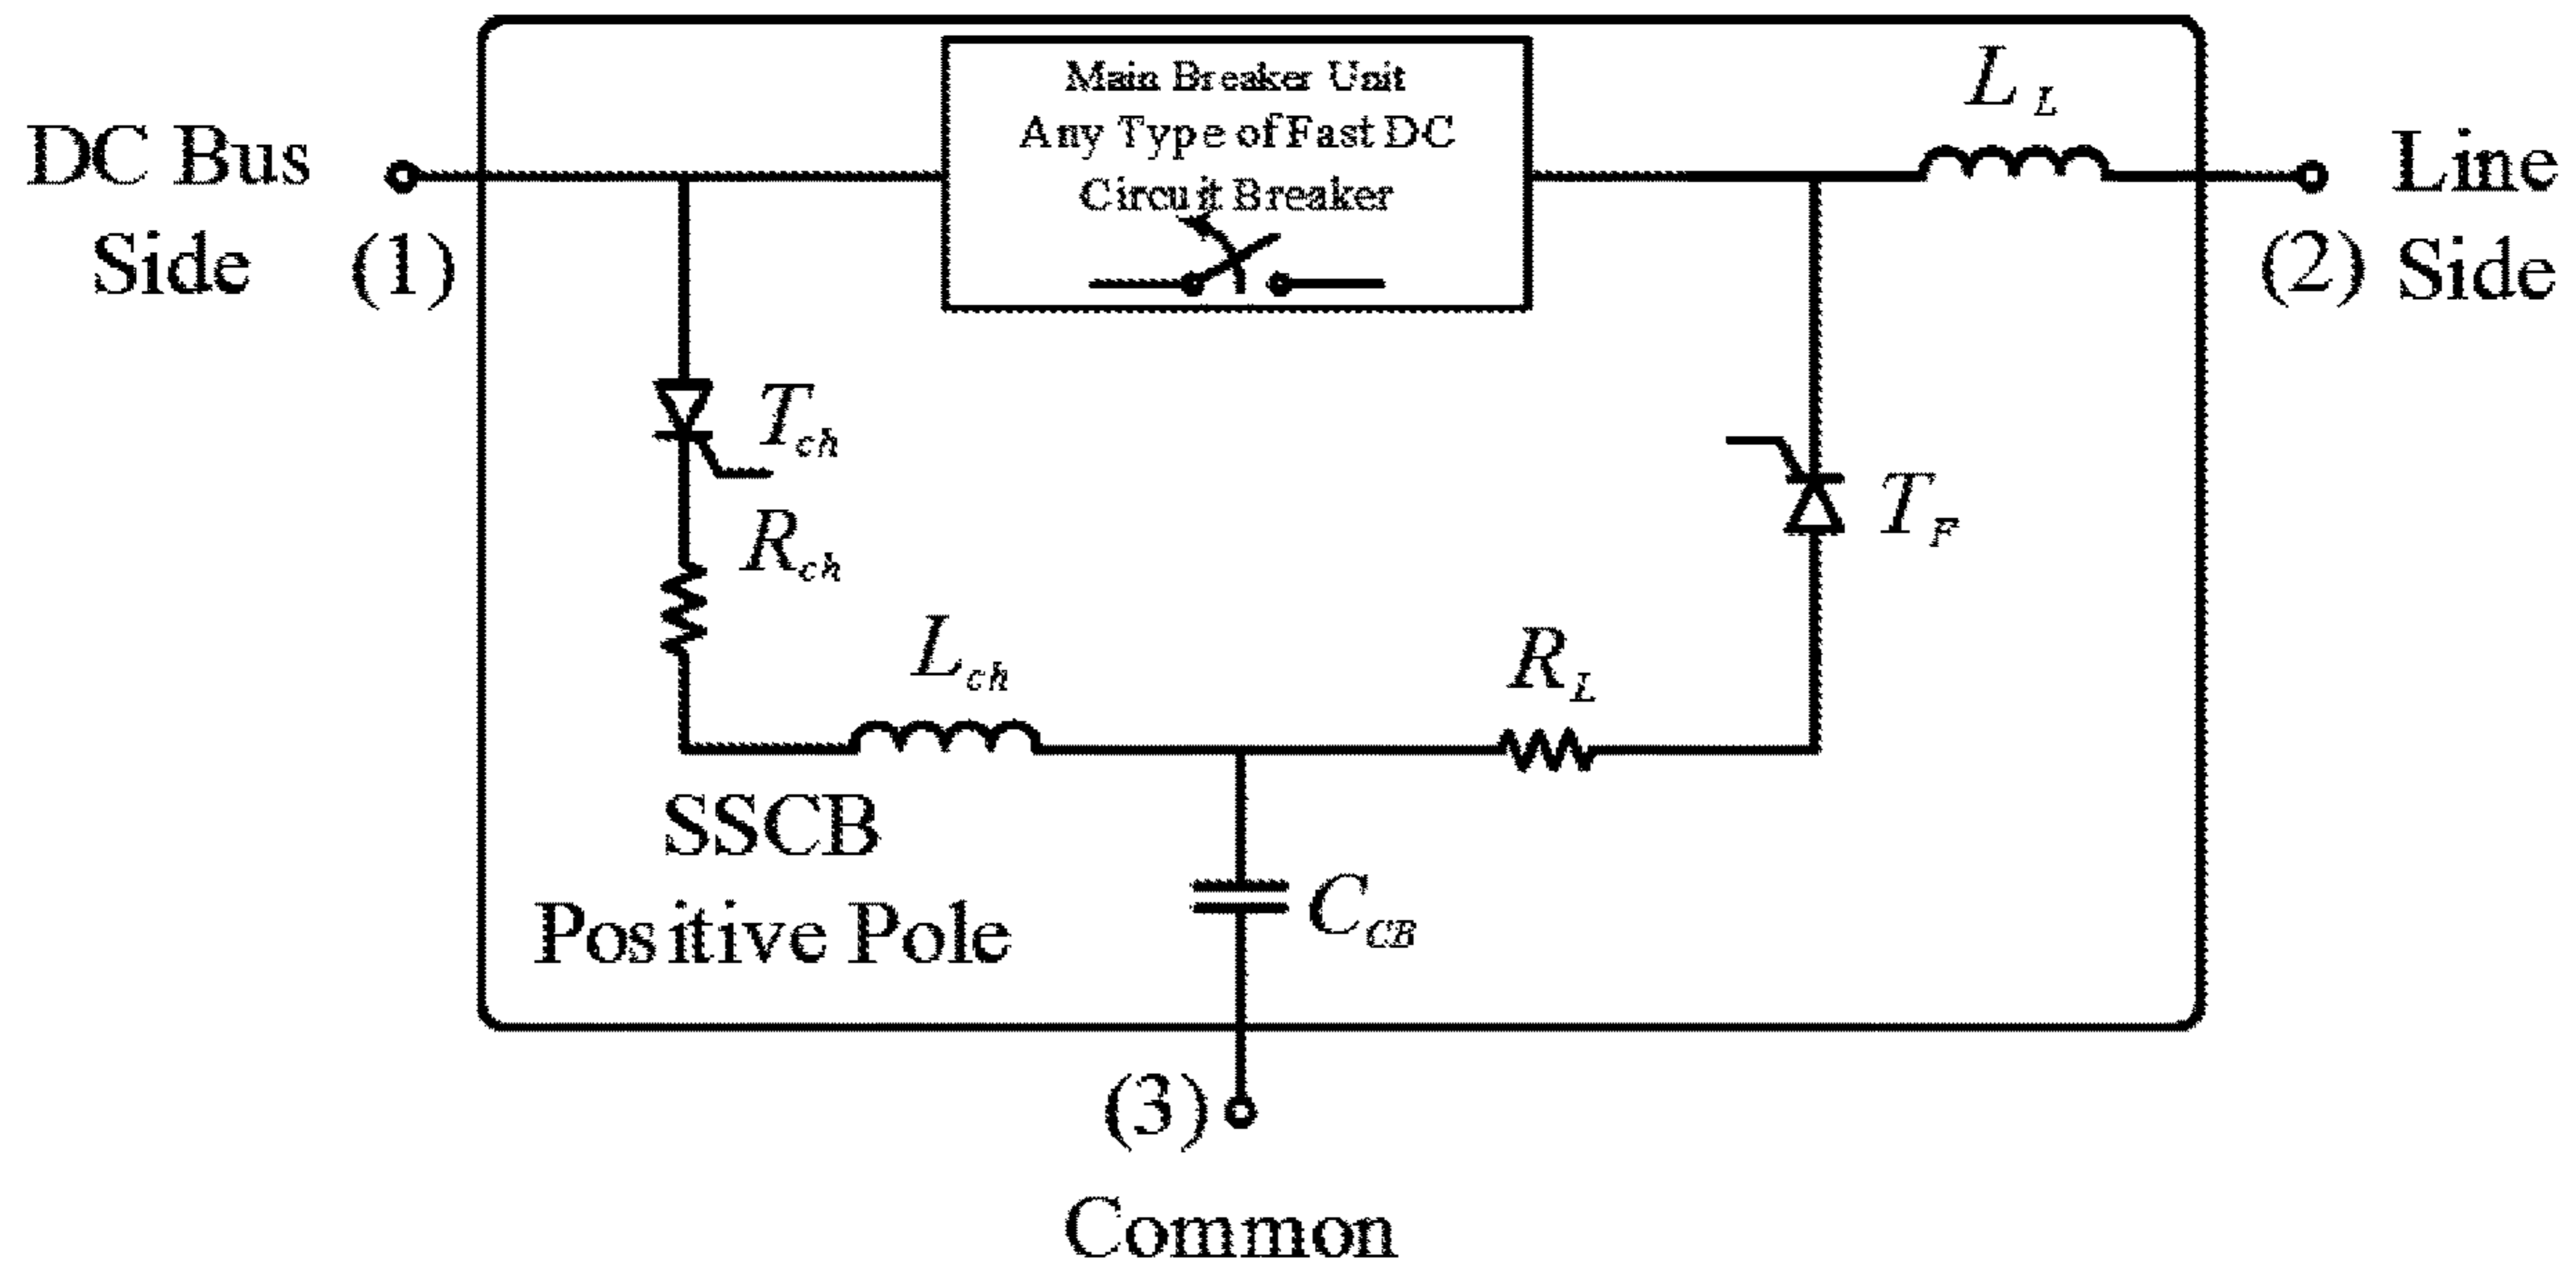 Main Breaker Unit
Any Type of Fast DC
Circuit Breaker
L_L
DC Bus
Side
(1)
Line
Side
(2)
T_ch
R_ch
T_F
L_ch
R_L
SSCB
Positive Pole
C_CB
(3)
Common